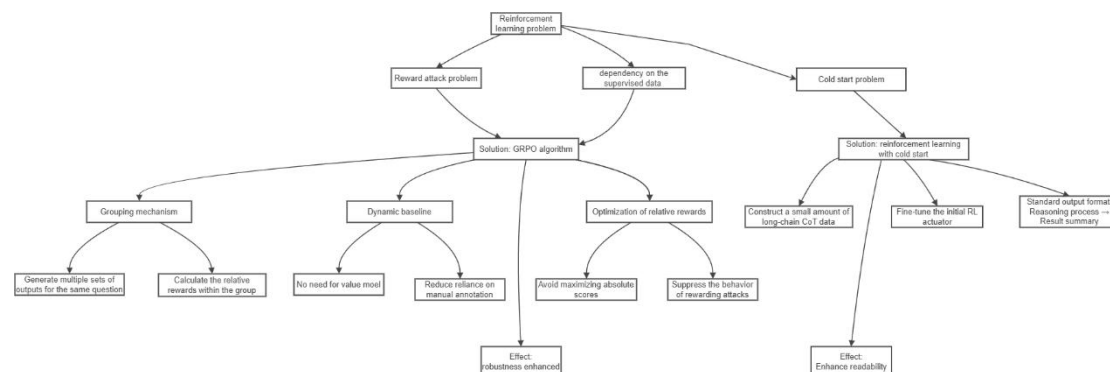 Reinforcement
learning problem
Reward attack problem
dependency on the
supervised data
Cold start problem
Solution: GRPO algorithm
Solution: reinforcement learning
with cold start
Grouping mechanism
Dynamic baseline
Optimization of relative rewards
Construct a small amount of
long-chain CoT data
Fine-tune the initial RL
actuator
Standard output format:
Reasoning process →
Result summary
Generate multiple sets of
outputs for the same question
Calculate the relative
rewards within the group
No need for value moel
Reduce reliance on
manual annotation
Avoid maximizing absolute
scores
Suppress the behavior
of rewarding attacks
Effect:
robustness enhanced
Effect:
Enhance readability